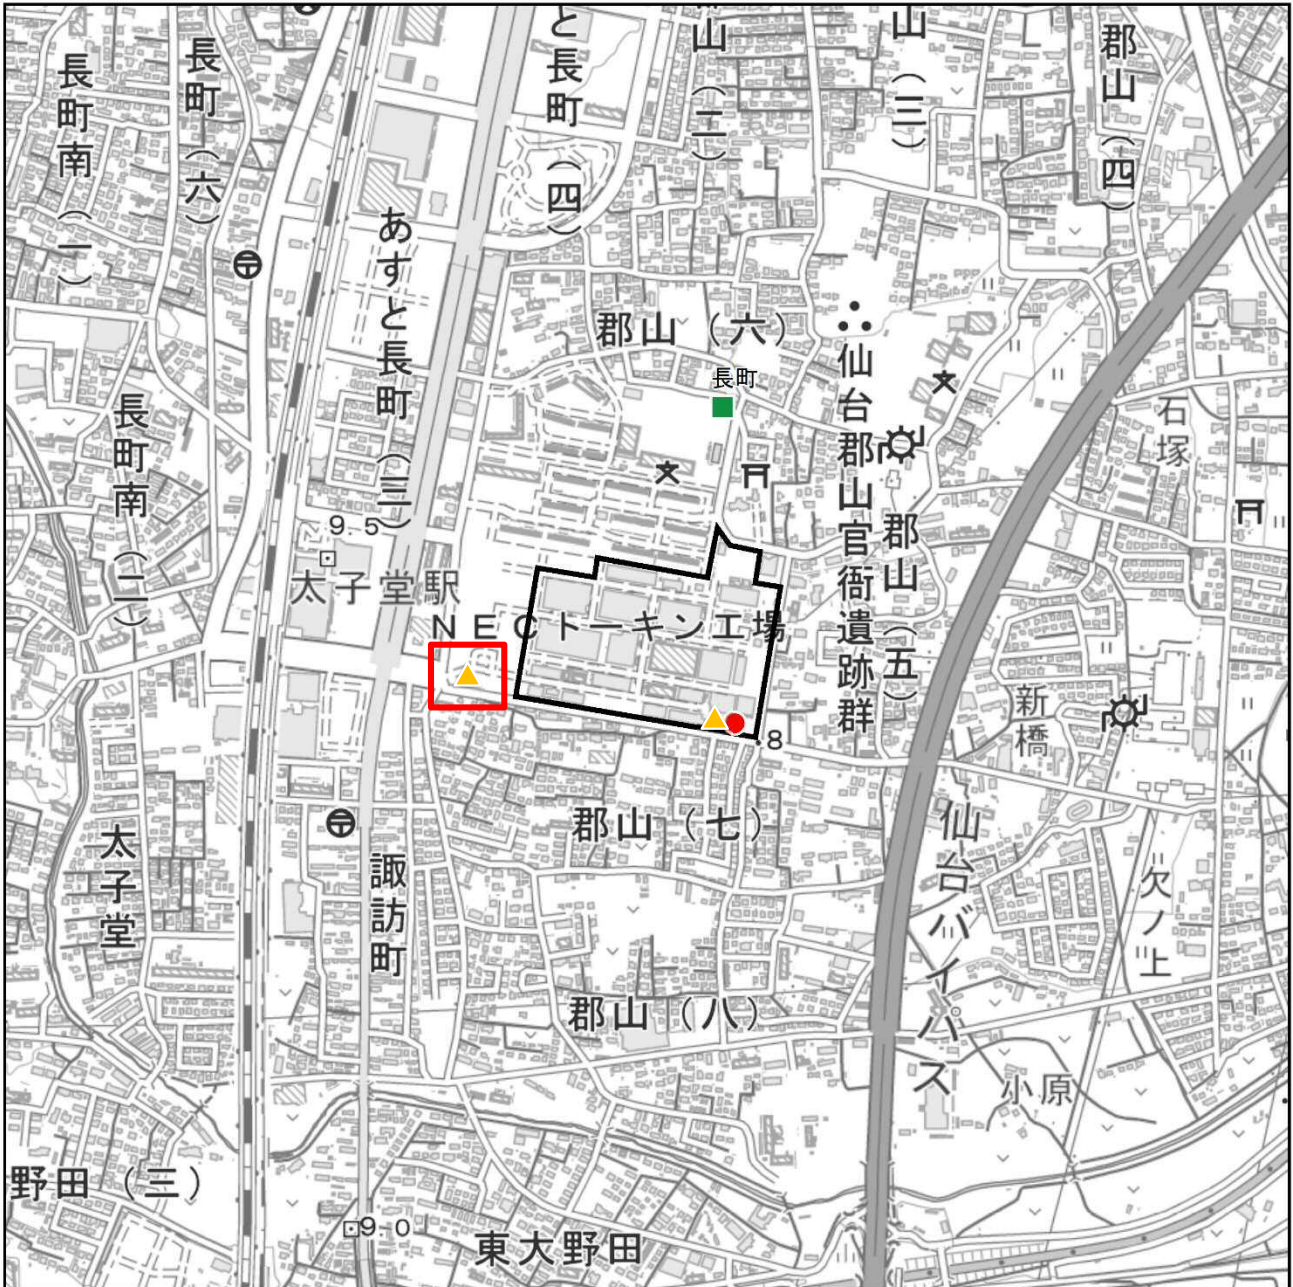 と長町（四）
山（二）
山（三）
郡山（四）
長町南（一）
長町（六）
あすと長町（三）
郡山（六）
長町
仙台郡山官衙遺跡群
石塚
長町南（二）
9.5
太子堂駅
郡山（五）
ＮＥＣトーキン工場
新橋
.8
郡山（七）
仙台バイパス
太子堂
諏訪町
欠ノ上
郡山（八）
小原
野田（三）
9.0
東大野田